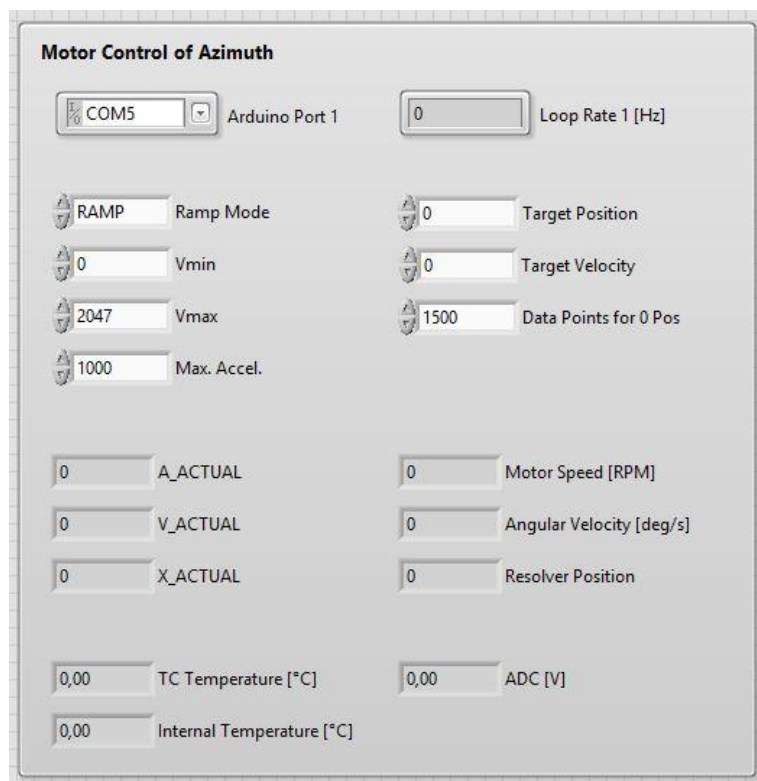 Motor Control of Azimuth
I/O COM5 Arduino Port 1 0 Loop Rate 1 [Hz]
RAMP Ramp Mode 0 Target Position
0 Vmin 0 Target Velocity
2047 Vmax 1500 Data Points for 0 Pos
1000 Max. Accel.
0 A_ACTUAL 0 Motor Speed [RPM]
0 V_ACTUAL 0 Angular Velocity [deg/s]
0 X_ACTUAL 0 Resolver Position
0,00 TC Temperature [°C] 0,00 ADC [V]
0,00 Internal Temperature [°C]